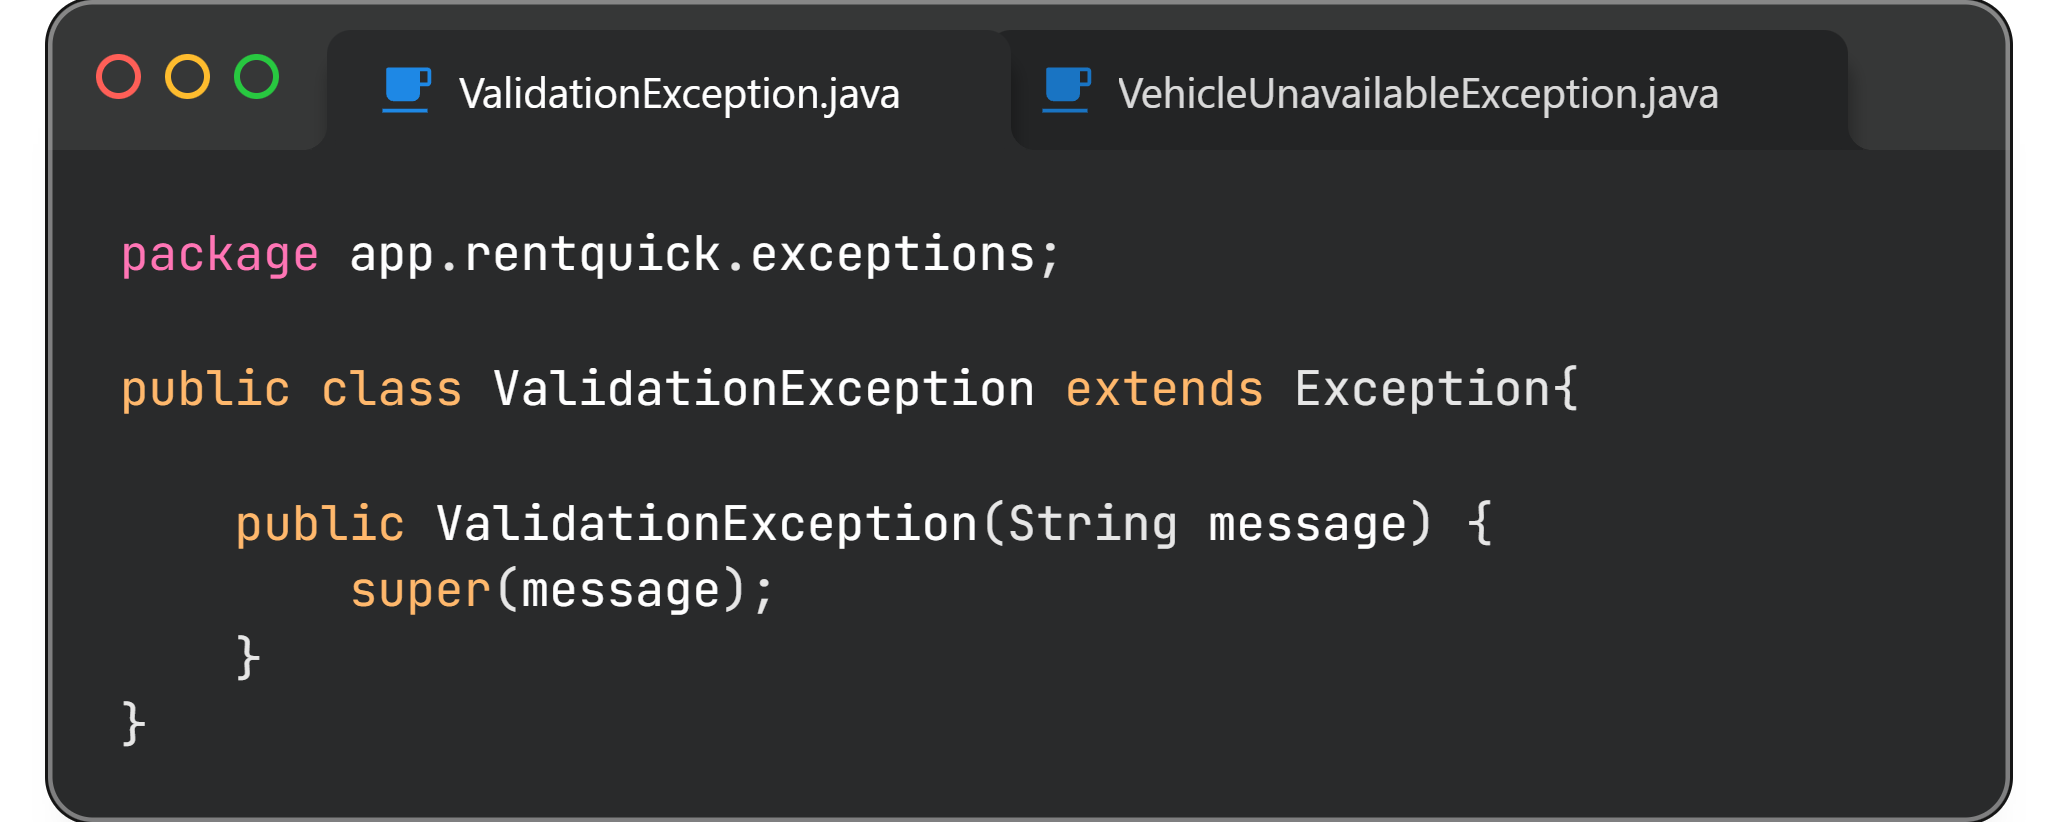 ValidationException.java
VehicleUnavailableException.java
package app.rentquick.exceptions;
public class ValidationException extends Exception{
    public ValidationException(String message) {
        super(message);
    }
}